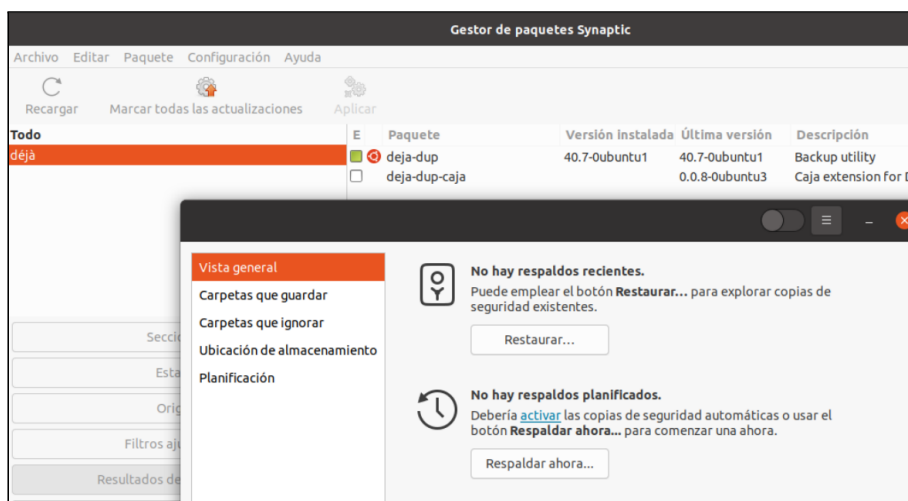 Gestor de paquetes Synaptic
Archivo Editar Paquete Configuración Ayuda
Recargar Marcar todas las actualizaciones Aplicar
Todo
déjà
E Paquete Versión instalada Última versión Descripción
deja-dup 40.7-0ubuntu1 40.7-0ubuntu1 Backup utility
deja-dup-caja 0.0.8-0ubuntu3 Caja extension for
Vista general
Carpetas que guardar
Carpetas que ignorar
Ubicación de almacenamiento
Planificación
No hay respaldos recientes.
Puede emplear el botón Restaurar... para explorar copias de
seguridad existentes.
Restaurar...
No hay respaldos planificados.
Debería activar las copias de seguridad automáticas o usar el
botón Respaldar ahora... para comenzar una ahora.
Respaldar ahora...
Secci
Esta
Orig
Filtros aju
Resultados de